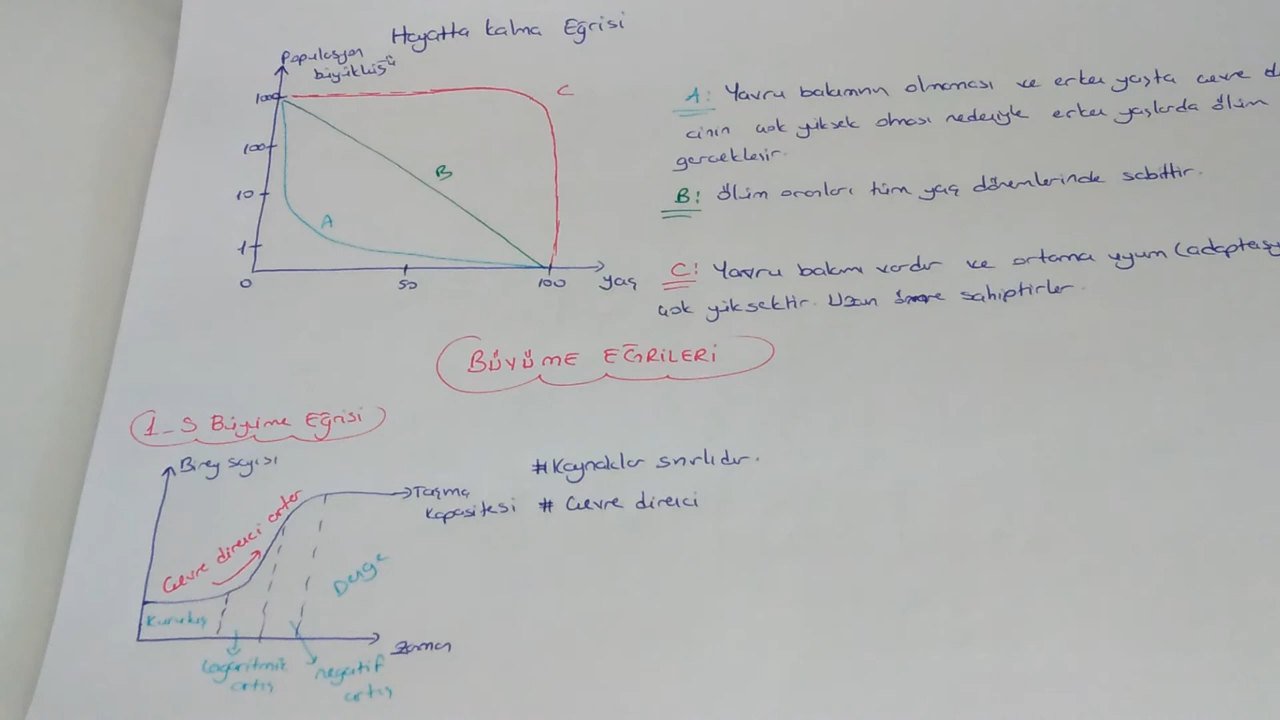 Hayatta kalma Eğrisi
Populasyon
büyüklüğü
1000
100
10
1
0
50
100
yaş
A
B
C
A: Yavru bakımının olmaması ve erken yaşta çevre di
cinin çok yüksek olması nedeniyle erken yaşlarda ölüm
gerçekleşir.
B: Ölüm oranları tüm yaş dönemlerinde sabittir.
C: Yavru bakımı vardır ve ortama uyum (adaptasy
çok yüksektir. Uzun ömre sahiptirler.
BÜYÜME EĞRİLERİ
1-S Büyüme Eğrisi
Birey sayısı
Çevre direnci artar
Taşıma
kapasitesi
# Kaynaklar sınırlıdır.
# Çevre direnci
Kuruluş
Denge
zaman
logaritmik
artış
negatif
artış